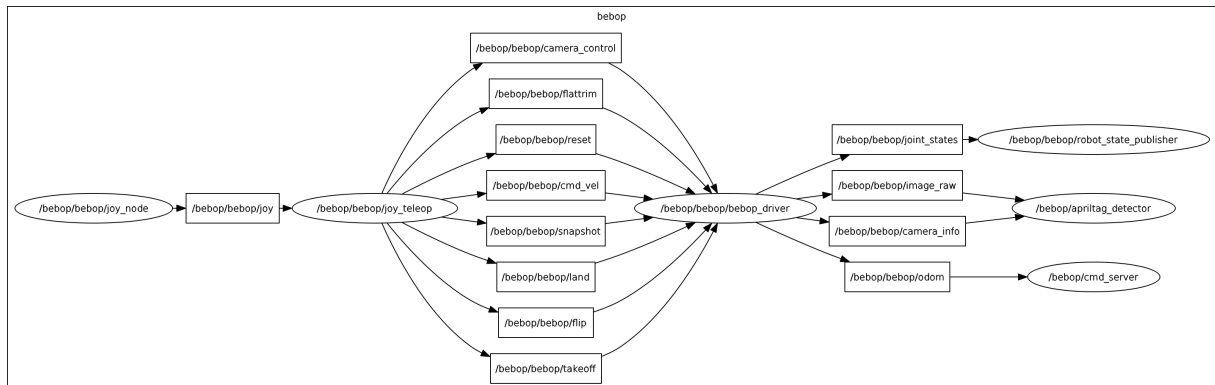 bebop
/bebop/bebop/camera_control
/bebop/bebop/flattrim
/bebop/bebop/reset
/bebop/bebop/joint_states
/bebop/bebop/robot_state_publisher
/bebop/bebop/cmd_vel
/bebop/bebop/image_raw
/bebop/bebop/joy_node
/bebop/bebop/joy
/bebop/bebop/joy_teleop
/bebop/bebop/bebop_driver
/bebop/apriltag_detector
/bebop/bebop/snapshot
/bebop/bebop/camera_info
/bebop/bebop/land
/bebop/bebop/odom
/bebop/cmd_server
/bebop/bebop/flip
/bebop/bebop/takeoff